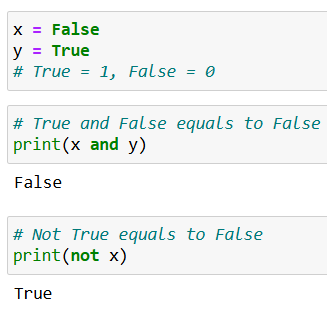 x = False
y = True
# True = 1, False = 0
# True and False equals to False
print(x and y)
False
# Not True equals to False
print(not x)
True